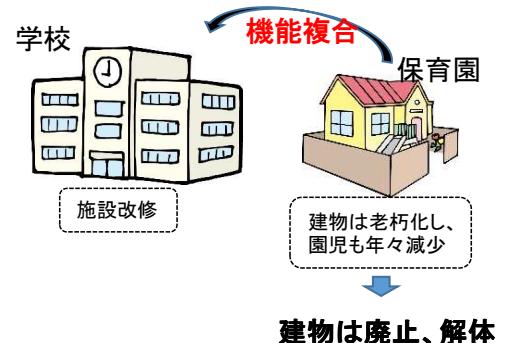 学校
機能複合
保育園
施設改修
建物は老朽化し、
園児も年々減少
建物は廃止、解体